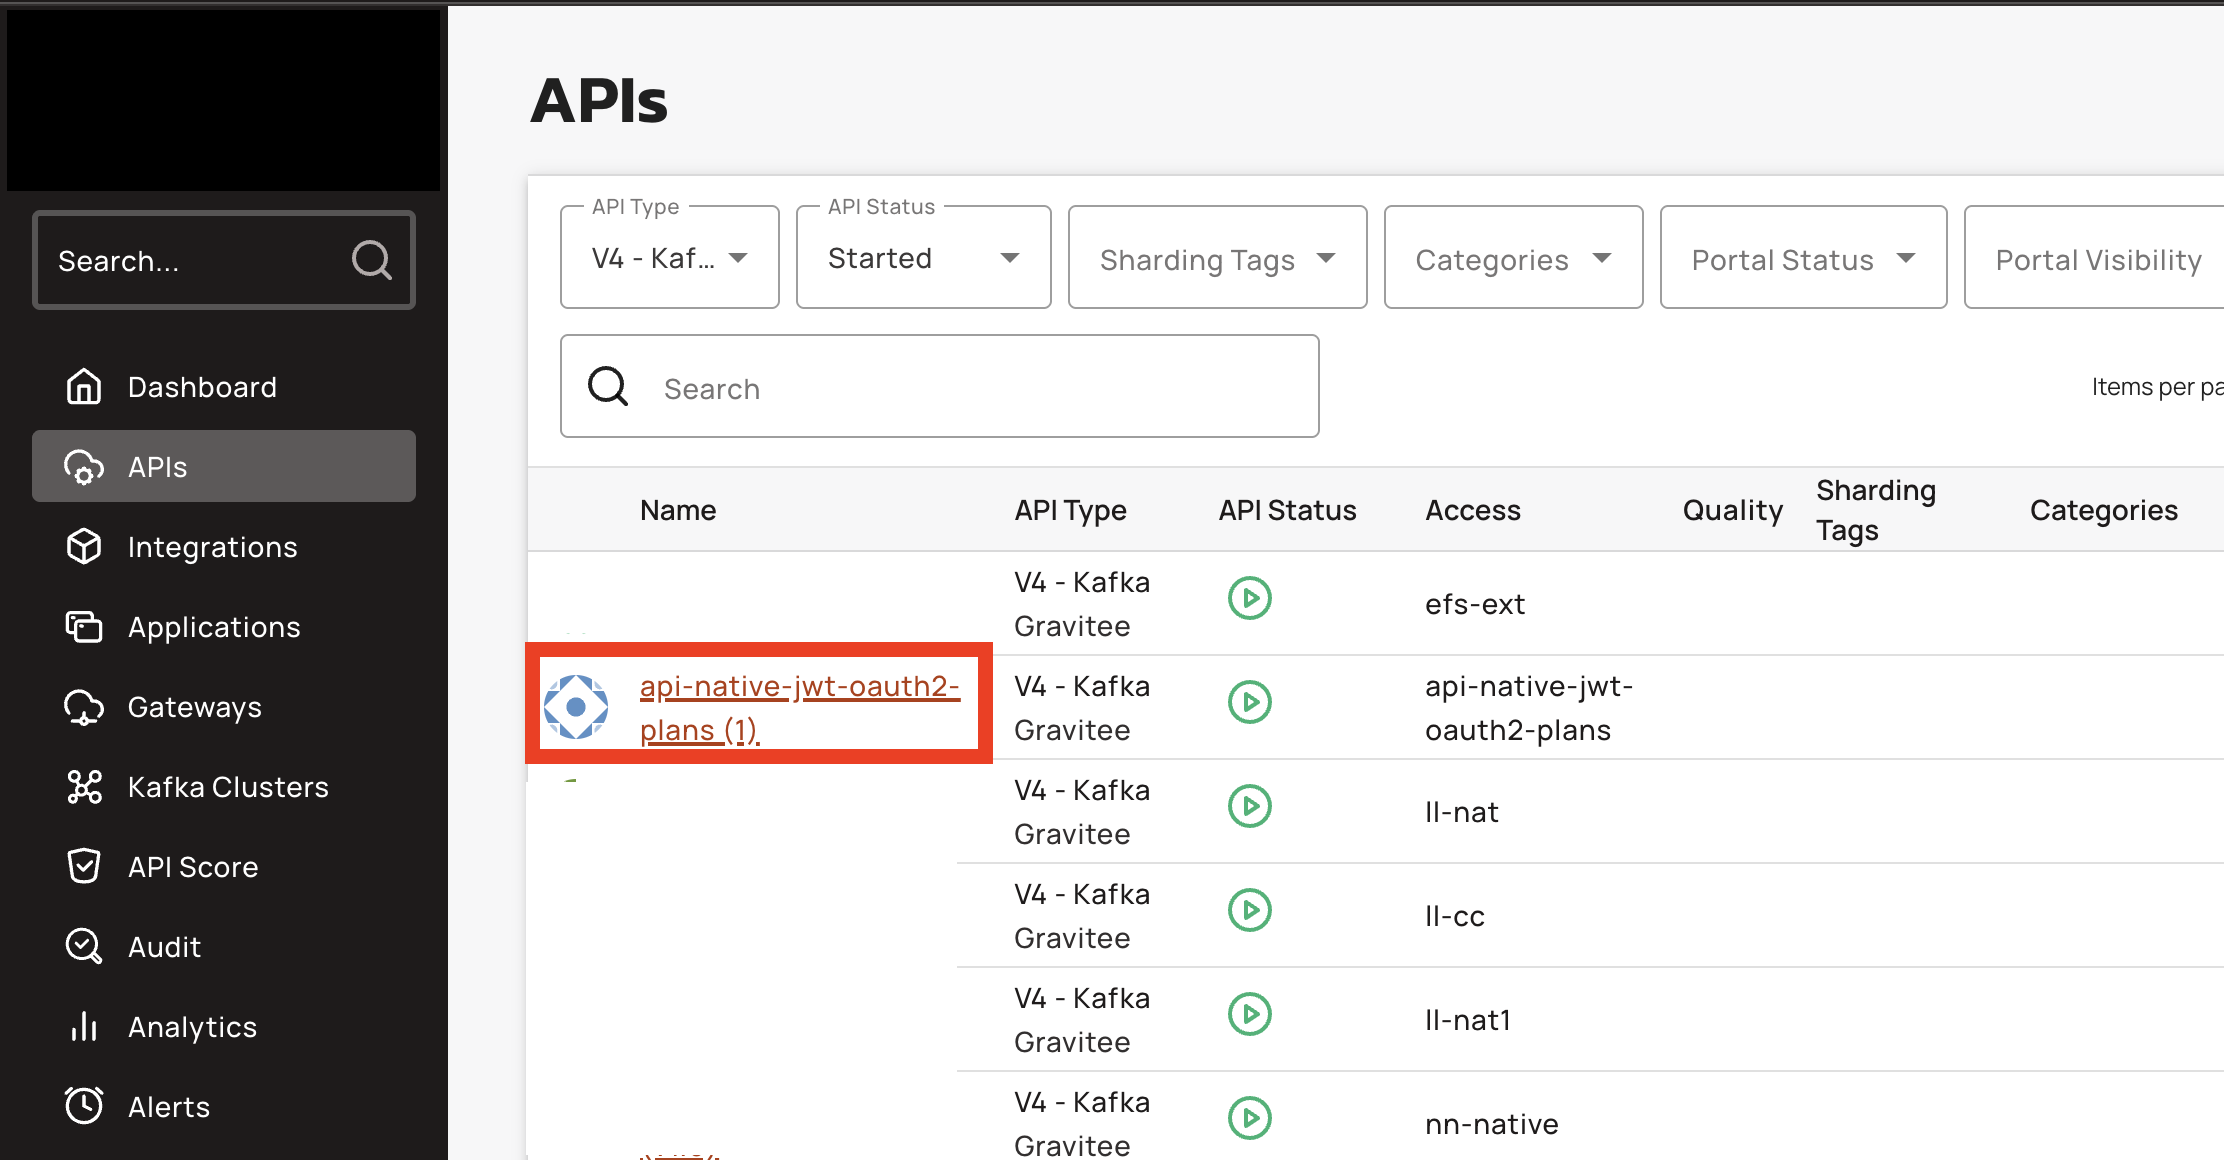 APIs
Search...
Dashboard
APIs
Integrations
Applications
Gateways
Kafka Clusters
API Score
Audit
Analytics
Alerts
API Type
V4 - Kaf...
API Status
Started
Sharding Tags
Categories
Portal Status
Portal Visibility
Search
Items per pa
Name
API Type
API Status
Access
Quality
Sharding
Tags
Categories
V4 - Kafka
Gravitee
efs-ext
api-native-jwt-oauth2-
plans (1)
V4 - Kafka
Gravitee
api-native-jwt-
oauth2-plans
V4 - Kafka
Gravitee
ll-nat
V4 - Kafka
Gravitee
ll-cc
V4 - Kafka
Gravitee
ll-nat1
V4 - Kafka
Gravitee
nn-native